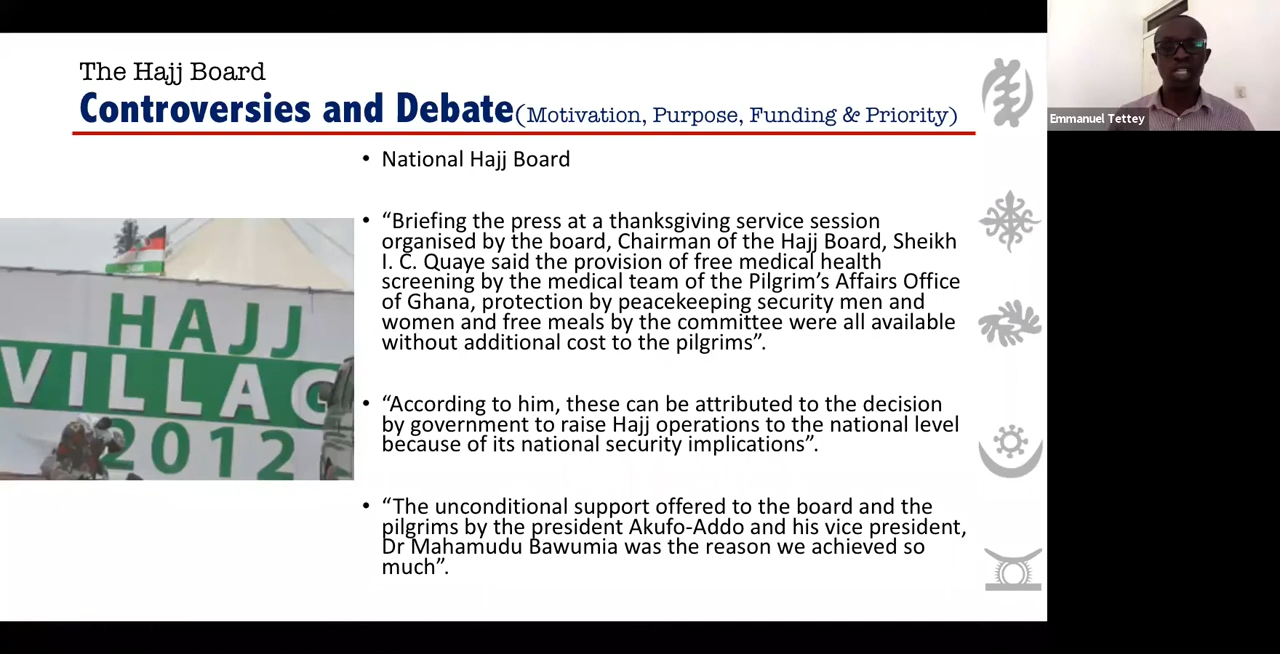 The Hajj Board
Controversies and Debate(Motivation, Purpose, Funding & Priority)
Emmanuel Tettey
• National Hajj Board
• “Briefing the press at a thanksgiving service session
organised by the board, Chairman of the Hajj Board, Sheikh
I. C. Quaye said the provision of free medical health
screening by the medical team of the Pilgrim’s Affairs Office
of Ghana, protection by peacekeeping security men and
women and free meals by the committee were all available
without additional cost to the pilgrims”.
• “According to him, these can be attributed to the decision
by government to raise Hajj operations to the national level
because of its national security implications”.
• “The unconditional support offered to the board and the
pilgrims by the president Akufo-Addo and his vice president,
Dr Mahamudu Bawumia was the reason we achieved so
much”.
HAJJ
VILLAG
2012